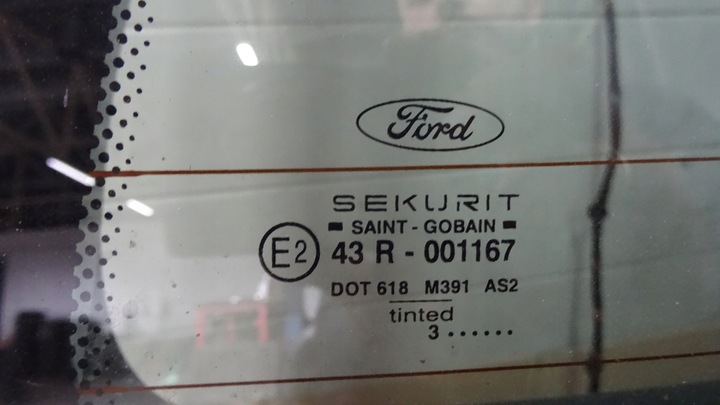 Ford
SEKURIT
SAINT - GOBAIN
E2 43 R - 001167
DOT 618 M391 AS2
tinted
3 ......